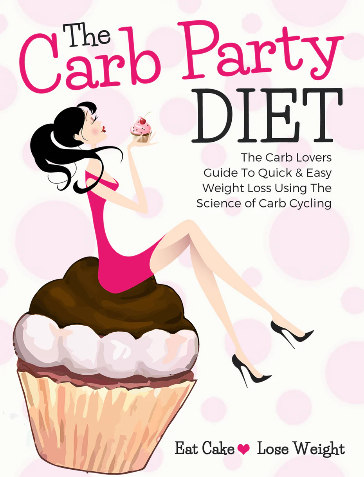 The
Carb Party
DIET
The Carb Lovers
Guide To Quick & Easy
Weight Loss Using The
Science of Carb Cycling
Eat Cake ♥ Lose Weight